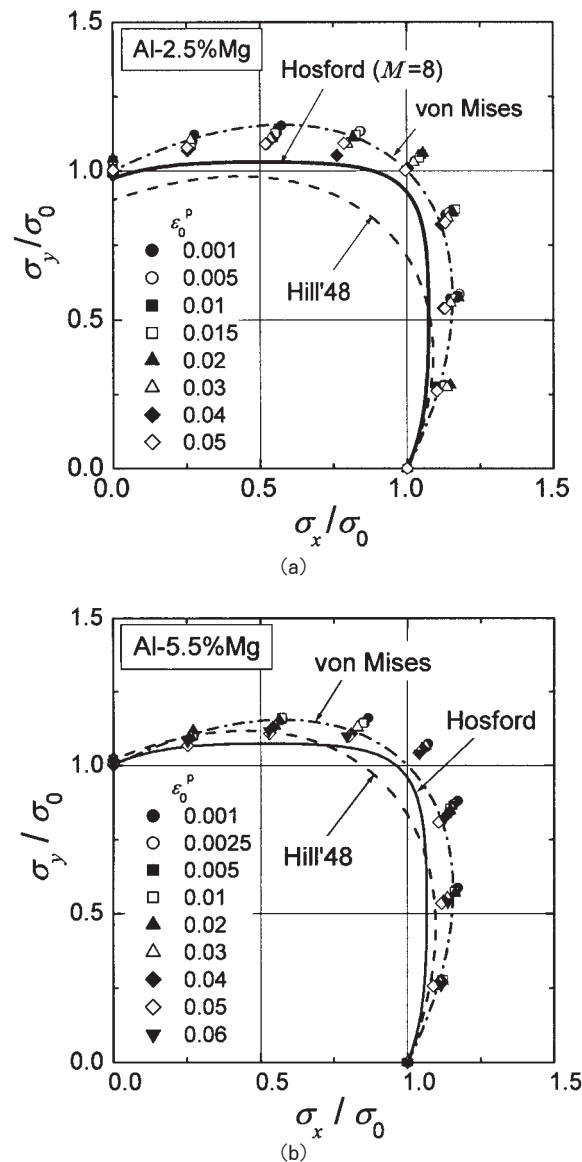 1.5
Al-2.5%Mg
Hosford (M=8)
von Mises
1.0
σy/σ0
ε0p
0.001
0.005
0.01
0.015
0.02
0.03
0.04
0.05
Hill'48
0.5
0.0
0.0 0.5 1.0 1.5
σx/σ0
(a)
1.5
Al-5.5%Mg
von Mises
Hosford
1.0
σy / σ0
ε0p
0.001
0.0025
0.005
0.01
0.02
0.03
0.04
0.05
0.06
Hill'48
0.5
0.0
0.0 0.5 1.0 1.5
σx / σ0
(b)